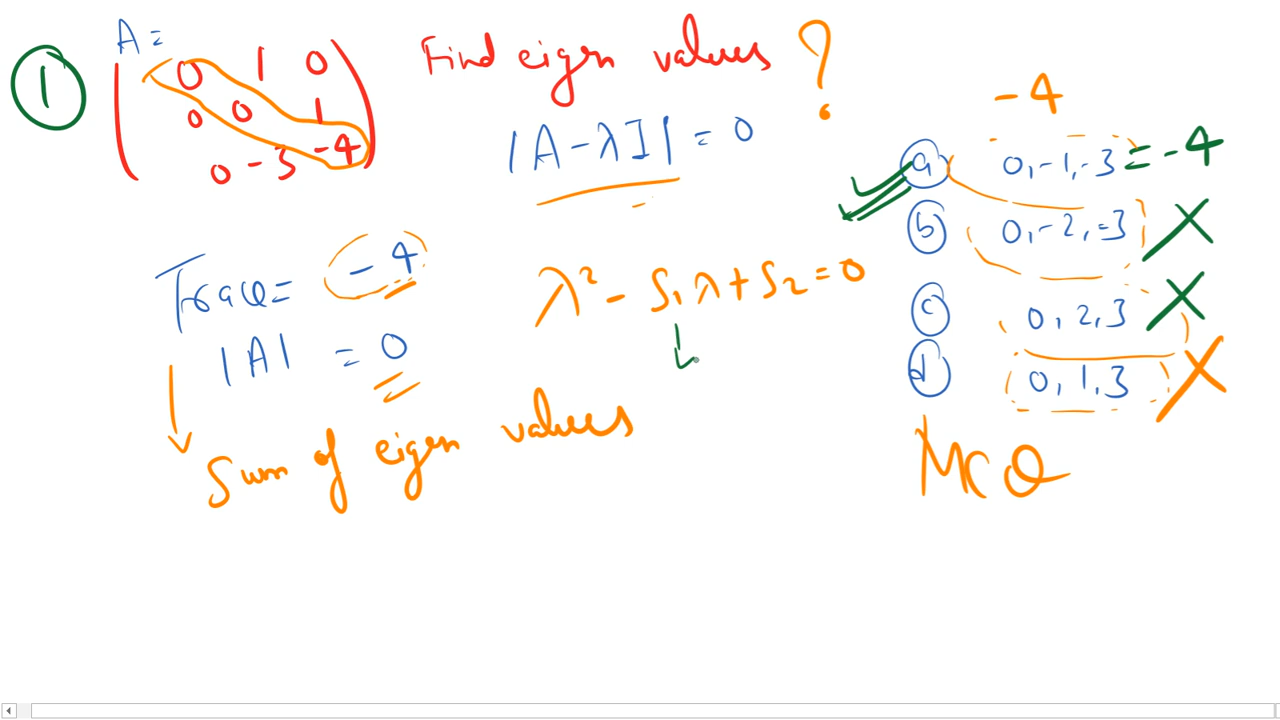 ① A =
( 0 1 0
0 0 1
0 -3 -4 )
Find eigen values ?
|A - λI| = 0
-4
ⓐ 0, -1, -3 = -4
ⓑ 0, -2, -3
ⓒ 0, 2, 3
ⓓ 0, 1, 3
Trace = -4
|A| = 0
λ² - S₁λ + S₂ = 0
Sum of eigen values
MCQ